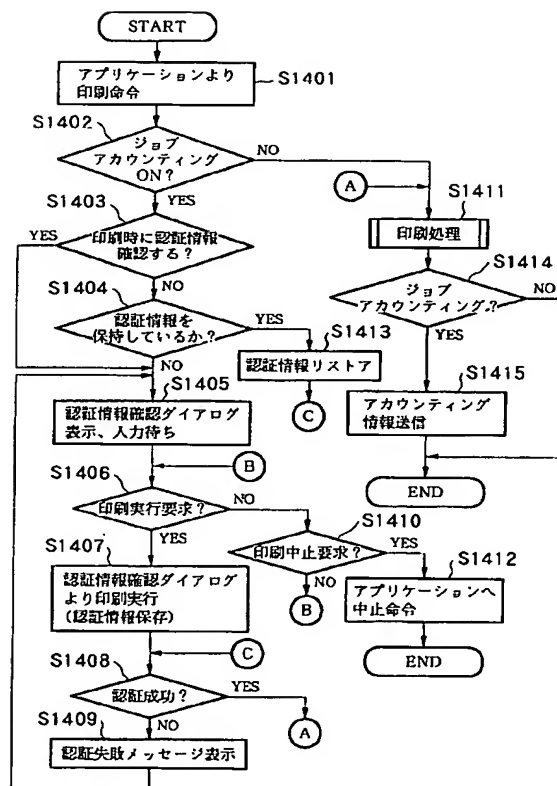 START
アプリケーションより
印刷命令
S1401
S1402
ジョブ
アカウンティング
ON?
NO
YES
S1403
印刷時に認証情報
確認する?
YES
NO
S1404
認証情報を
保持しているか?
YES
NO
S1413
認証情報リストア
C
S1405
認証情報確認ダイアログ
表示、入力待ち
B
S1406
印刷実行要求?
NO
YES
S1407
認証情報確認ダイアログ
より印刷実行
(認証情報保存)
C
S1408
認証成功?
YES
A
NO
S1409
認証失敗メッセージ表示
S1410
印刷中止要求?
YES
NO
B
S1412
アプリケーションへ
中止命令
END
A
S1411
印刷処理
S1414
ジョブ
アカウンティング?
NO
YES
S1415
アカウンティング
情報送信
END